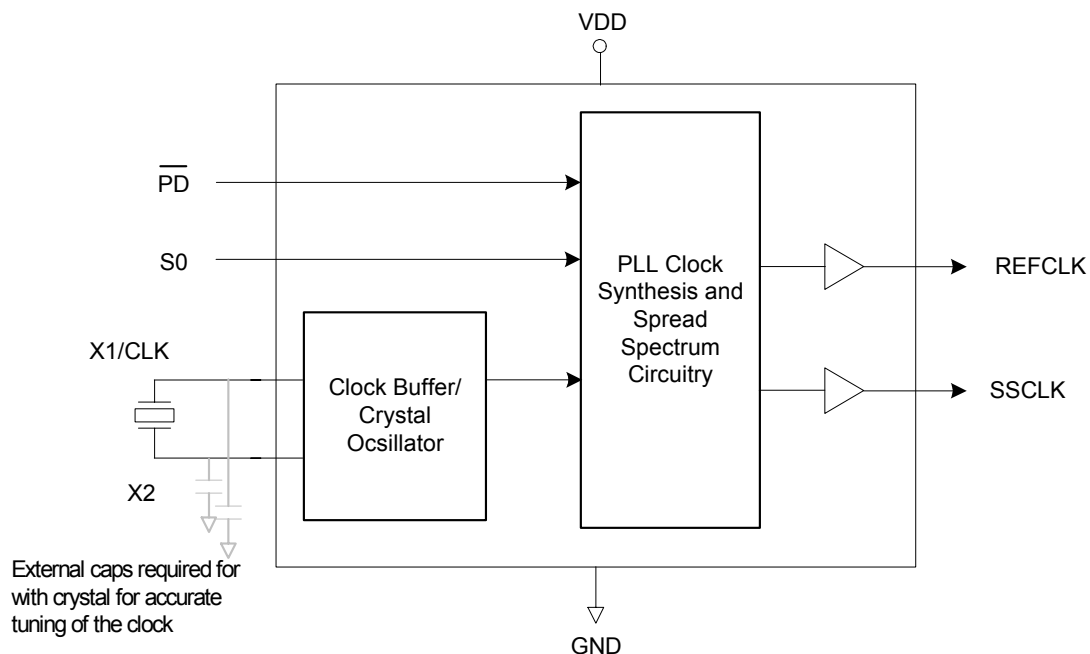 VDD
PD
S0
PLL Clock
Synthesis and
Spread
Spectrum
Circuitry
REFCLK
SSCLK
X1/CLK
Clock Buffer/
Crystal
Ocsillator
X2
External caps required for
with crystal for accurate
tuning of the clock
GND